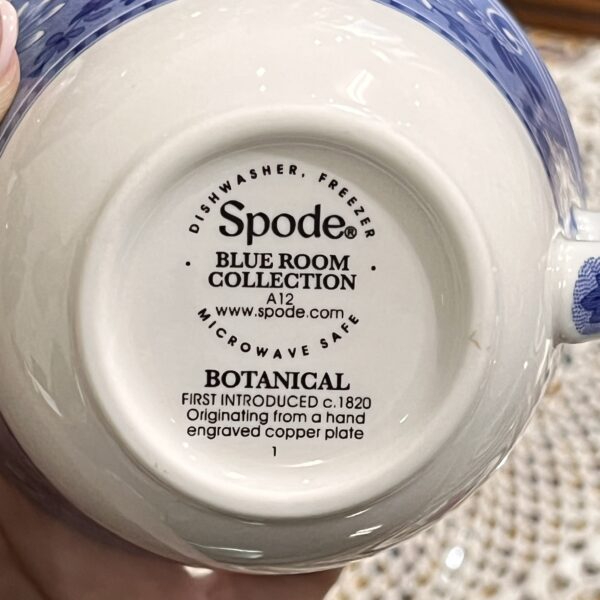 DISHWASHER, FREEZER
Spode®
BLUE ROOM
COLLECTION
A12
www.spode.com
MICROWAVE SAFE
BOTANICAL
FIRST INTRODUCED c.1820
Originating from a hand
engraved copper plate
1